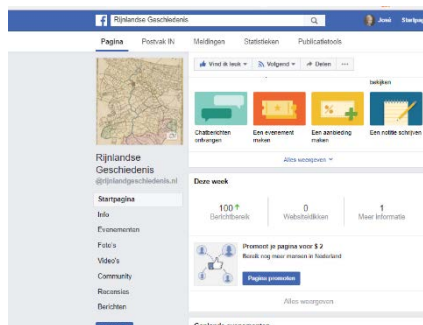 Rijnlandse Geschiedenis
José Startpagi
Pagina Postvak IN Meldingen Statistieken Publicatietools
Vind ik leuk Volgend Delen ...
bekijken
Chatberichten ontvangen
Een evenement maken
Een aanbieding maken
Een notitie schrijven
Alles weergeven
Rijnlandse
Geschiedenis
@rijnlandgeschiedenis.nl
Startpagina
Info
Evenementen
Foto's
Video's
Community
Recensies
Berichten
Deze week
100 0 1
Berichtbereik Websiteklikken Meer informatie
Promoot je pagina voor $ 2
Bereik nog meer mensen in Nederland
Pagina promoten
Alles weergeven